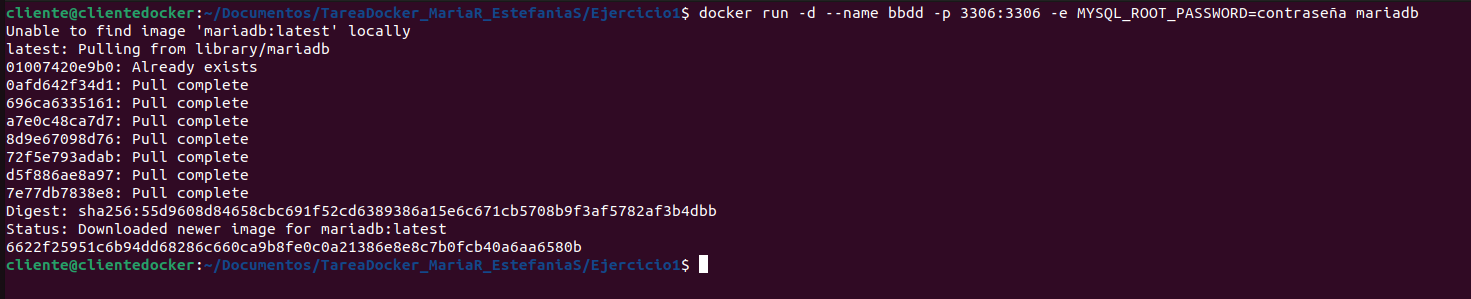 cliente@clientedocker:~/Documentos/TareaDocker_MariaR_EstefaniaS/Ejercicio1$ docker run -d --name bbdd -p 3306:3306 -e MYSQL_ROOT_PASSWORD=contraseña mariadb
Unable to find image 'mariadb:latest' locally
latest: Pulling from library/mariadb
01007420e9b0: Already exists
0afd642f34d1: Pull complete
696ca6335161: Pull complete
a7e0c48ca7d7: Pull complete
8d9e67098d76: Pull complete
72f5e793adab: Pull complete
d5f886ae8a97: Pull complete
7e77db7838e8: Pull complete
Digest: sha256:55d9608d84658cbc691f52cd6389386a15e6c671cb5708b9f3af5782af3b4dbb
Status: Downloaded newer image for mariadb:latest
6622f25951c6b94dd68286c660ca9b8fe0c0a21386e8e8c7b0fcb40a6aa6580b
cliente@clientedocker:~/Documentos/TareaDocker_MariaR_EstefaniaS/Ejercicio1$